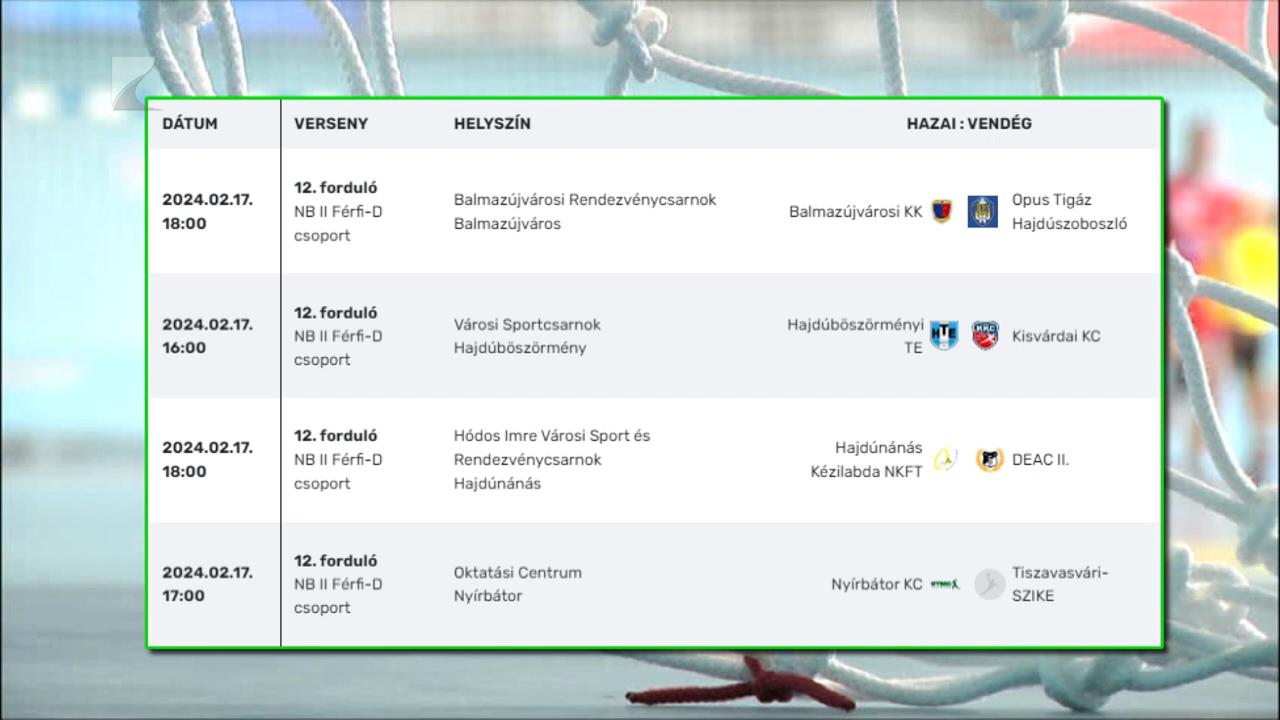 DÁTUM VERSENY HELYSZÍN HAZAI : VENDÉG
2024.02.17.
18:00
12. forduló
NB II Férfi-D
csoport
Balmazújvárosi Rendezvénycsarnok
Balmazújváros
Balmazújvárosi KK
Opus Tigáz
Hajdúszoboszló
2024.02.17.
16:00
12. forduló
NB II Férfi-D
csoport
Városi Sportcsarnok
Hajdúböszörmény
Hajdúböszörményi
TE
HTE
KKC
Kisvárdai KC
2024.02.17.
18:00
12. forduló
NB II Férfi-D
csoport
Hódos Imre Városi Sport és
Rendezvénycsarnok
Hajdúnánás
Hajdúnánás
Kézilabda NKFT
DEAC II.
2024.02.17.
17:00
12. forduló
NB II Férfi-D
csoport
Oktatási Centrum
Nyírbátor
Nyírbátor KC
Tiszavasvári-
SZIKE